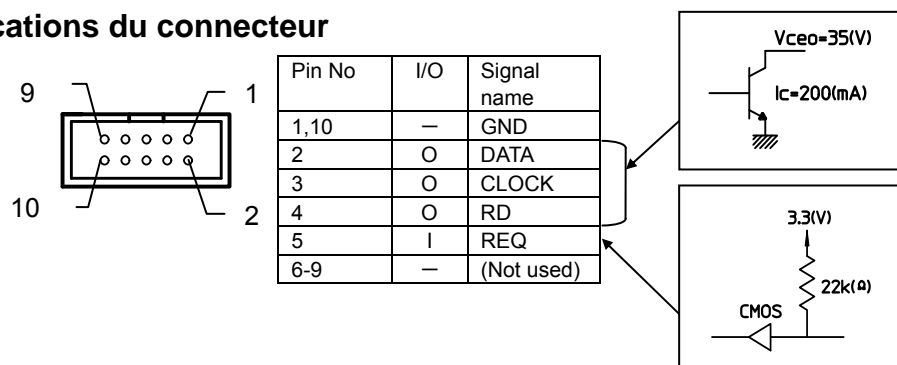 cations du connecteur
9
1
10
2
Pin No I/O Signal name
1,10 — GND
2 O DATA
3 O CLOCK
4 O RD
5 I REQ
6-9 — (Not used)
Vceo=35(V)
Ic=200(mA)
3.3(V)
22k(Ω)
CMOS